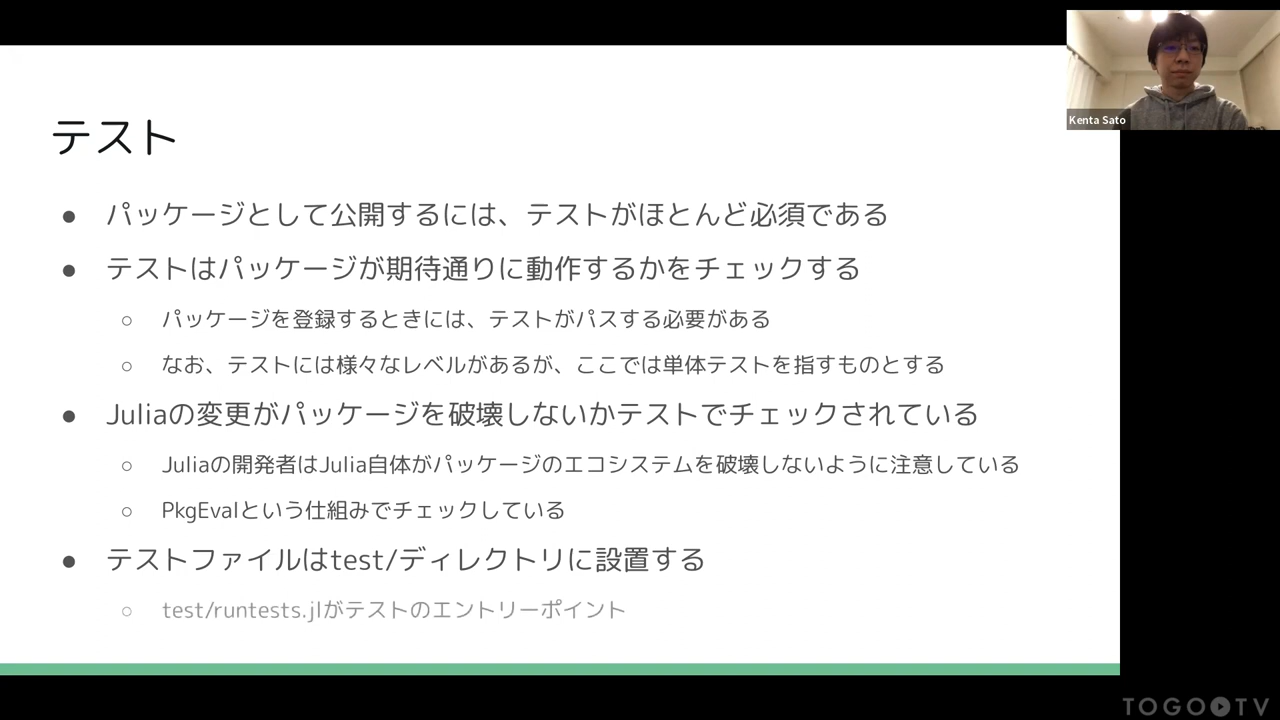 テスト
● パッケージとして公開するには、テストがほとんど必須である
● テストはパッケージが期待通りに動作するかをチェックする
○ パッケージを登録するときには、テストがパスする必要がある
○ なお、テストには様々なレベルがあるが、ここでは単体テストを指すものとする
● Juliaの変更がパッケージを破壊しないかテストでチェックされている
○ Juliaの開発者はJulia自体がパッケージのエコシステムを破壊しないように注意している
○ PkgEvalという仕組みでチェックしている
● テストファイルはtest/ディレクトリに設置する
○ test/runtests.jlがテストのエントリーポイント
Kenta Sato
TOGO TV